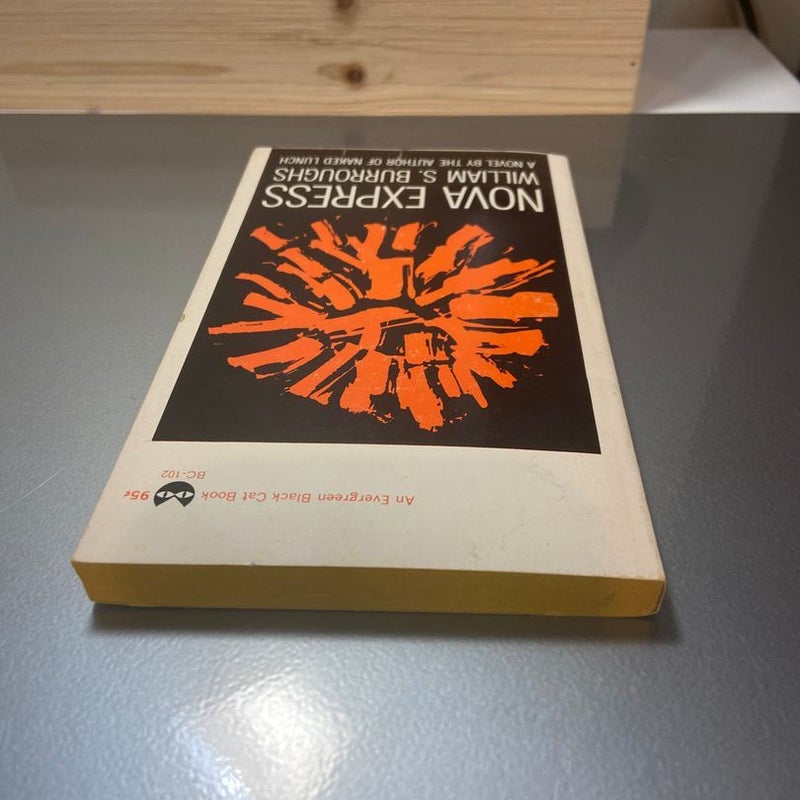 An Evergreen Black Cat Book 95¢
BC-102
NOVA EXPRESS
WILLIAM S. BURROUGHS
A NOVEL BY THE AUTHOR OF NAKED LUNCH